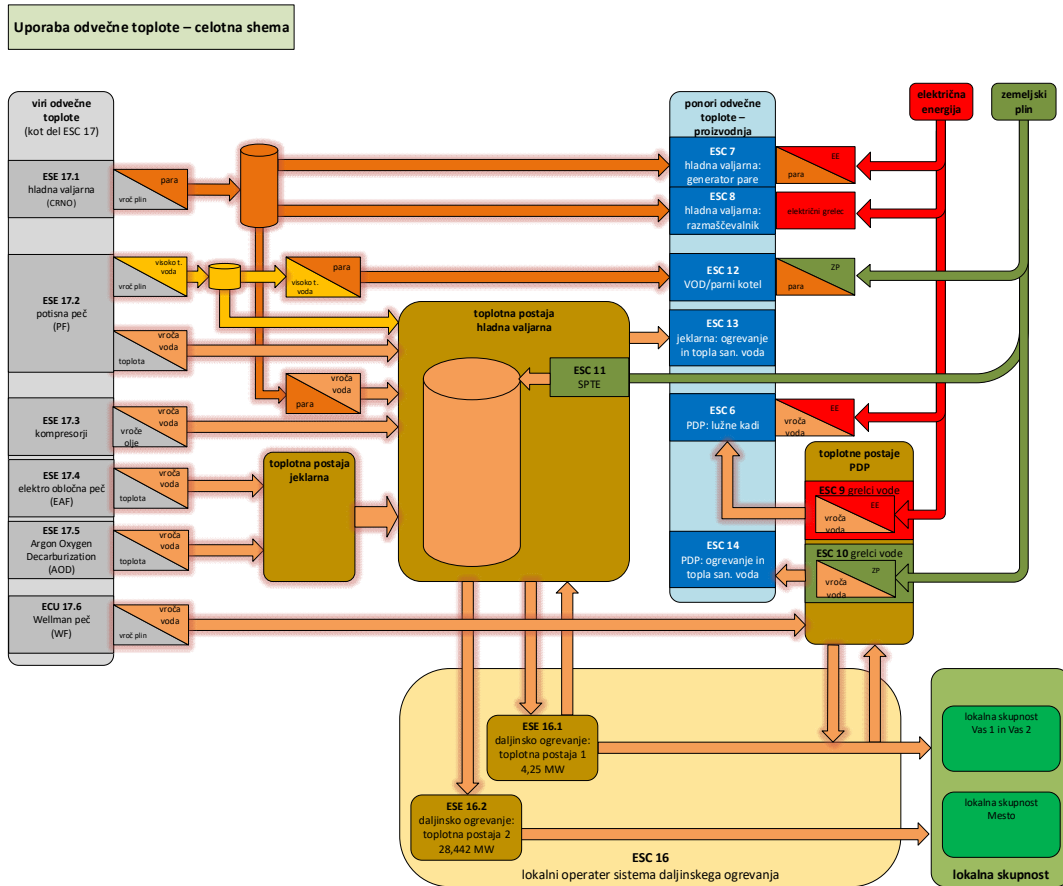 Uporaba odvečne toplote – celotna shema
viri odvečne
toplote
(kot del ESC 17)
ESE 17.1
hladna valjarna
(CRNO)
para
vroč plin
ESE 17.2
potisna peč
(PF)
visoko t.
voda
vroč plin
para
visoko t.
voda
vroča
voda
toplota
vroča
voda
para
ESE 17.3
kompresorji
vroča
voda
vroče
olje
ESE 17.4
elektro obločna peč
(EAF)
vroča
voda
toplota
ESE 17.5
Argon Oxygen
Decarburization
(AOD)
vroča
voda
toplota
ECU 17.6
Wellman peč
(WF)
vroča
voda
vroč plin
toplotna postaja
jeklarna
toplotna postaja
hladna valjarna
ESC 11
SPTE
ponori odvečne
toplote –
proizvodnja
ESC 7
hladna valjarna:
generator pare
EE
para
ESC 8
hladna valjarna:
razmaščevalnik
električni grelec
ESC 12
VOD/parni kotel
ZP
para
ESC 13
jeklarna: ogrevanje
in topla san. voda
ESC 6
PDP: lužne kadi
EE
vroča
voda
ESC 14
PDP: ogrevanje in
topla san. voda
električna
energija
zemeljski
plin
toplotne postaje
PDP
ESC 9 grelci vode
EE
vroča
voda
ESC 10 grelci vode
ZP
vroča
voda
ESE 16.1
daljinsko ogrevanje:
toplotna postaja 1
4,25 MW
ESE 16.2
daljinsko ogrevanje:
toplotna postaja 2
28,442 MW
ESC 16
lokalni operater sistema daljinskega ogrevanja
lokalna skupnost
Vas 1 in Vas 2
lokalna skupnost
Mesto
lokalna skupnost